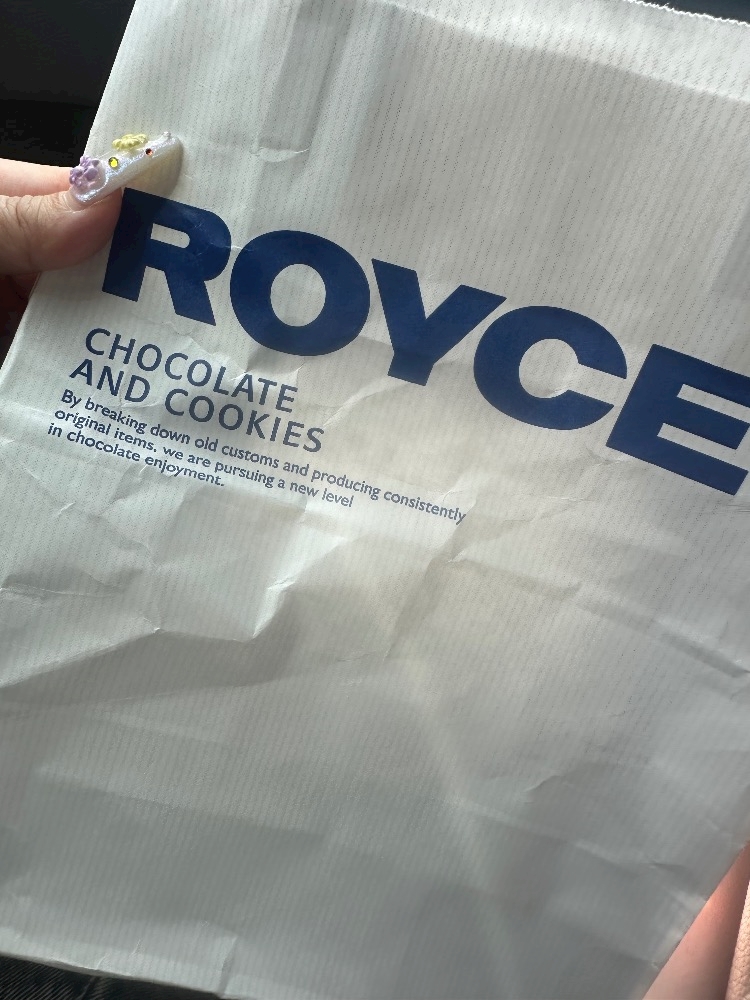 ROYCE
CHOCOLATE
AND COOKIES
By breaking down old customs and producing consistently
original items, we are pursuing a new level
in chocolate enjoyment.